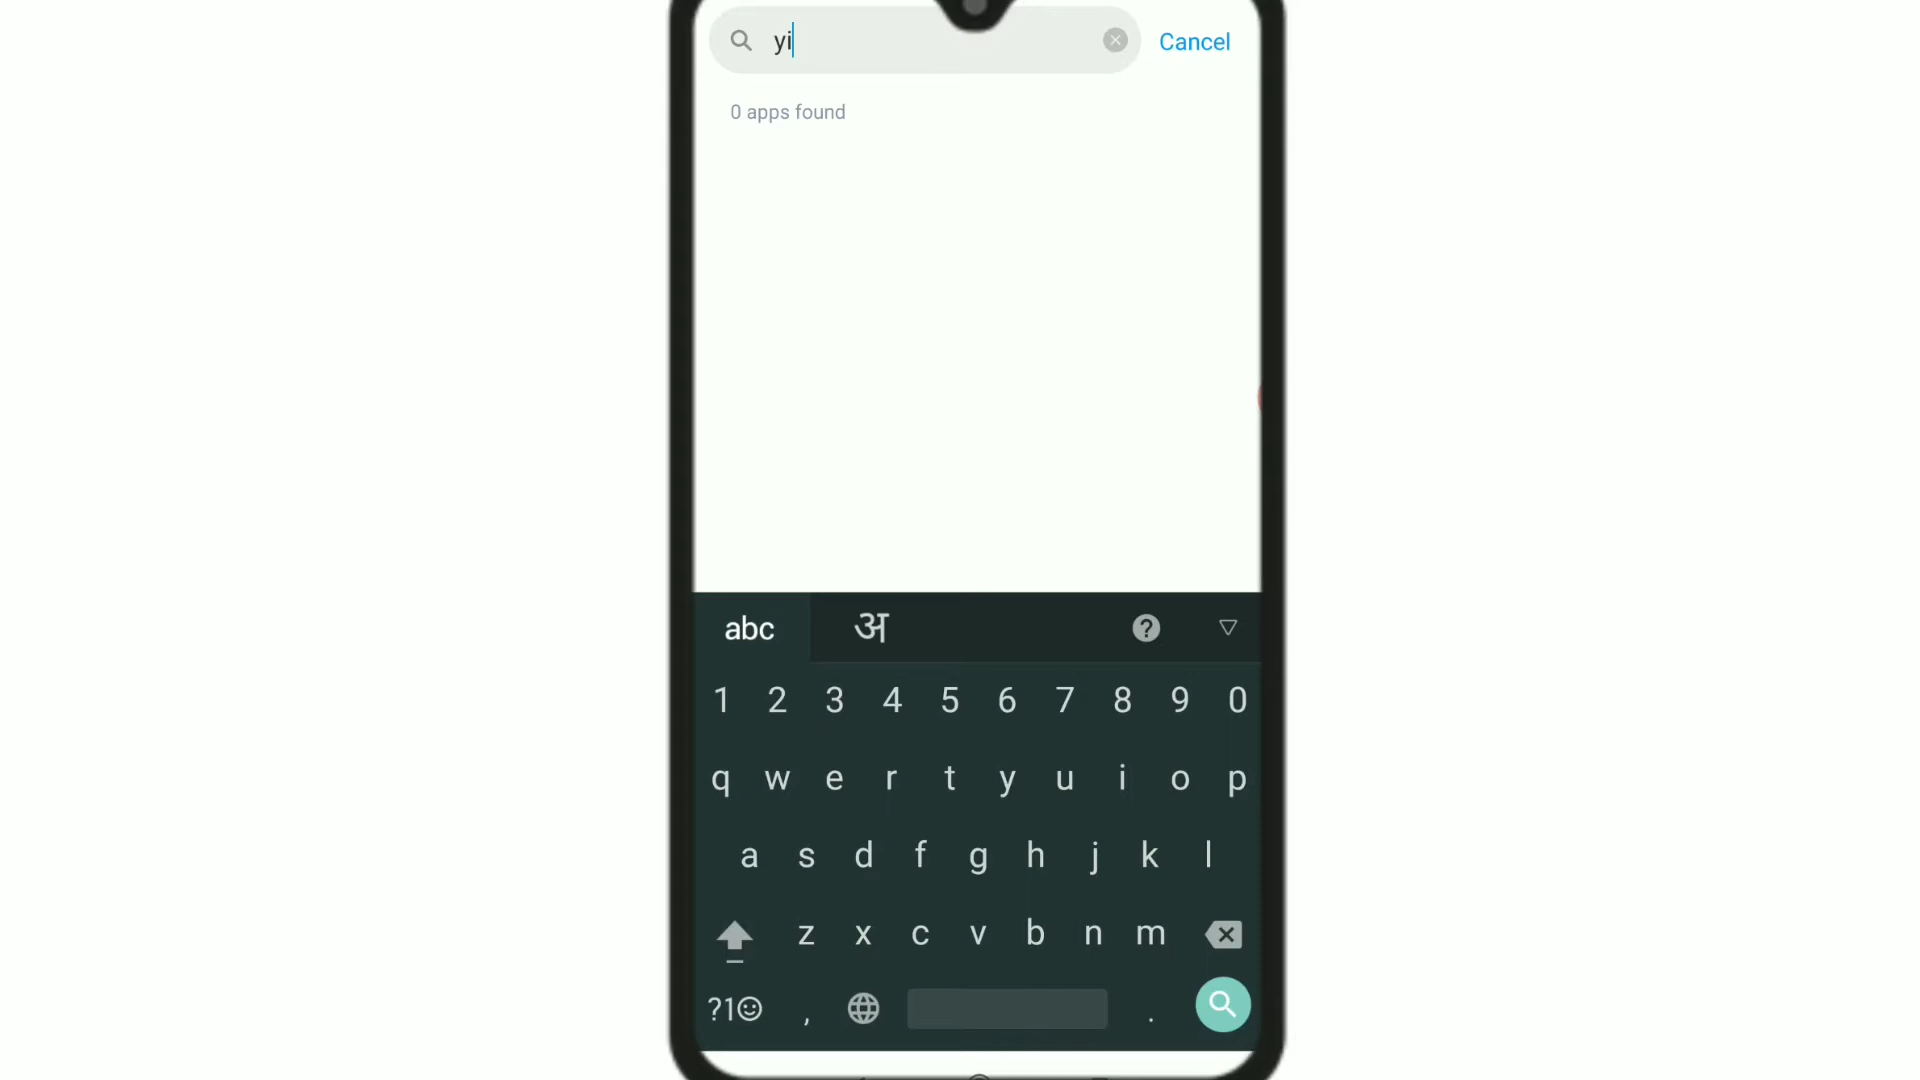 yi
Cancel
0 apps found
abc अ
1 2 3 4 5 6 7 8 9 0
q w e r t y u i o p
a s d f g h j k l
z x c v b n m
?1☺ , .